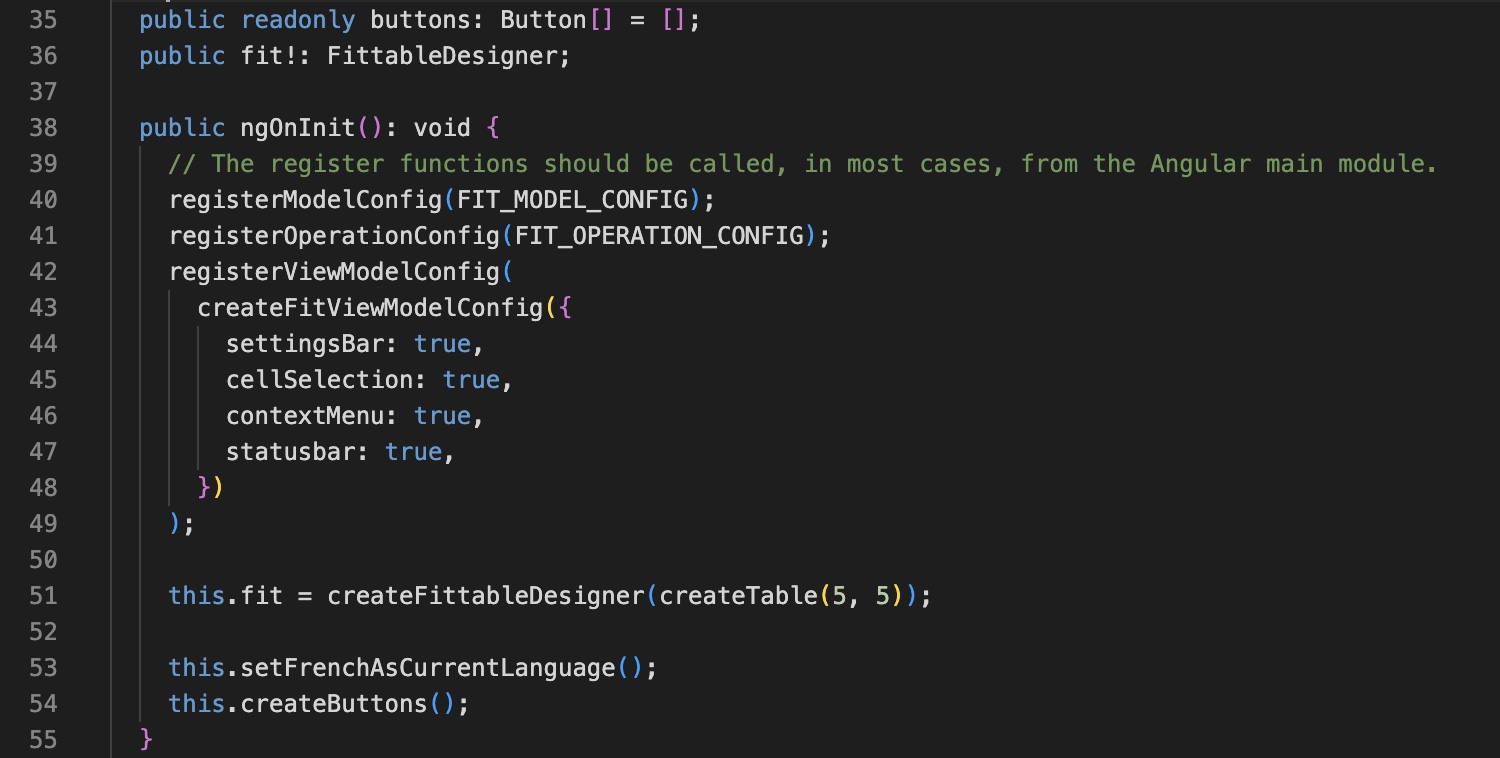 35 public readonly buttons: Button[] = [];
36 public fit!: FittableDesigner;
37
38 public ngOnInit(): void {
39 // The register functions should be called, in most cases, from the Angular main module.
40 registerModelConfig(FIT_MODEL_CONFIG);
41 registerOperationConfig(FIT_OPERATION_CONFIG);
42 registerViewModelConfig(
43 createFitViewModelConfig({
44 settingsBar: true,
45 cellSelection: true,
46 contextMenu: true,
47 statusbar: true,
48 })
49 );
50
51 this.fit = createFittableDesigner(createTable(5, 5));
52
53 this.setFrenchAsCurrentLanguage();
54 this.createButtons();
55 }